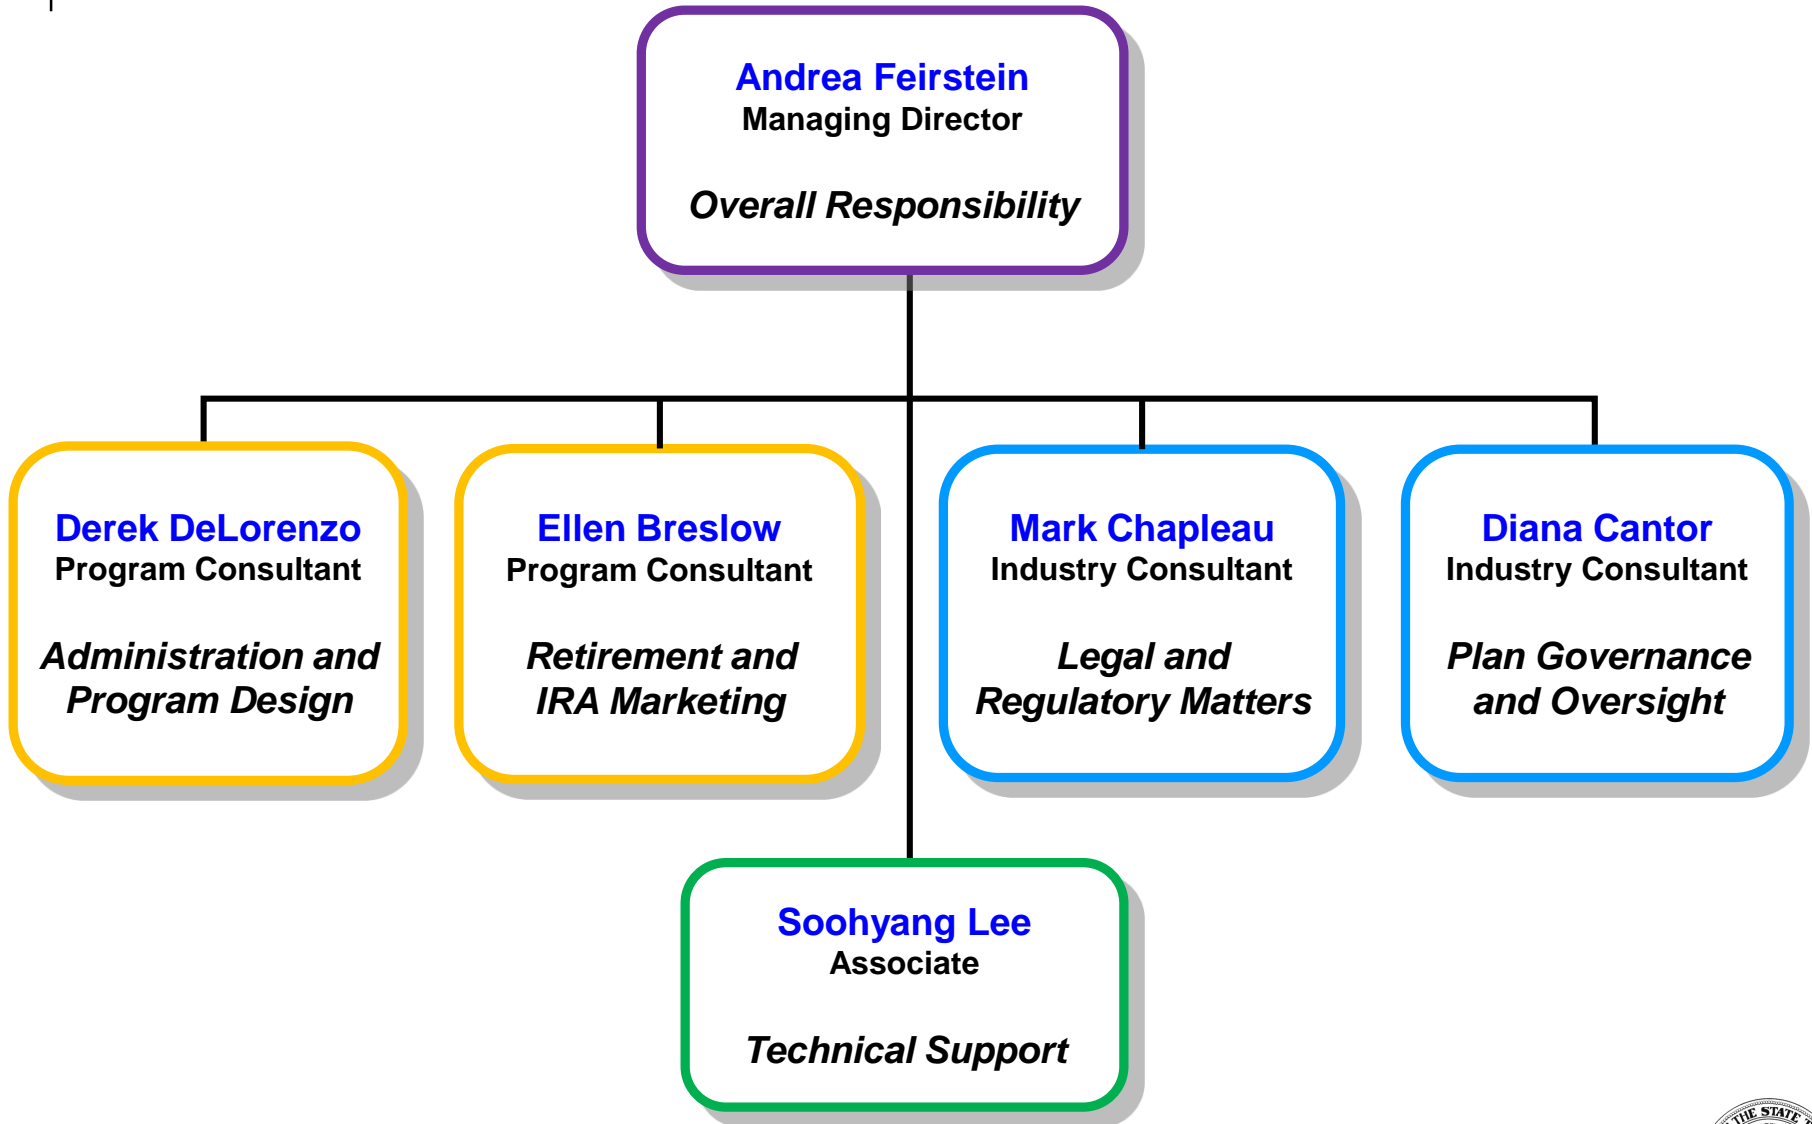 Andrea Feirstein
Managing Director
Overall Responsibility
Derek DeLorenzo
Program Consultant
Administration and
Program Design
Ellen Breslow
Program Consultant
Retirement and
IRA Marketing
Mark Chapleau
Industry Consultant
Legal and
Regulatory Matters
Diana Cantor
Industry Consultant
Plan Governance
and Oversight
Soohyang Lee
Associate
Technical Support
THE STATE